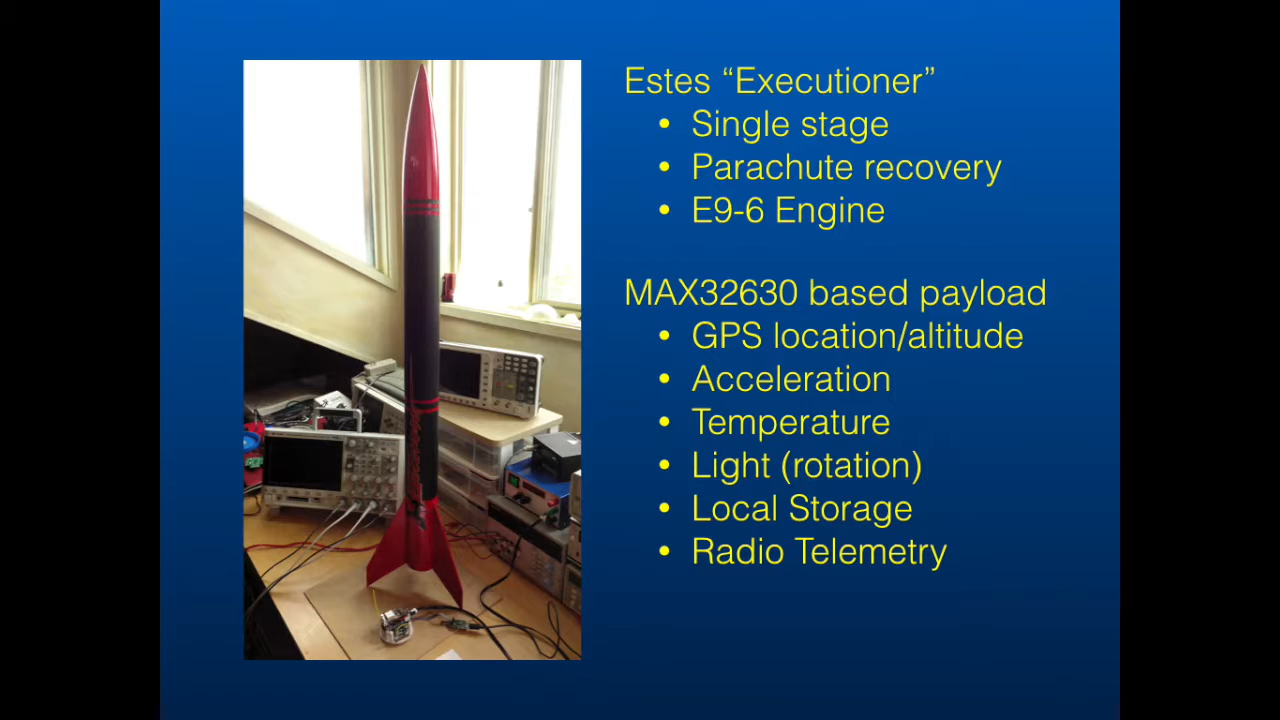 Estes “Executioner”
• Single stage
• Parachute recovery
• E9-6 Engine
MAX32630 based payload
• GPS location/altitude
• Acceleration
• Temperature
• Light (rotation)
• Local Storage
• Radio Telemetry